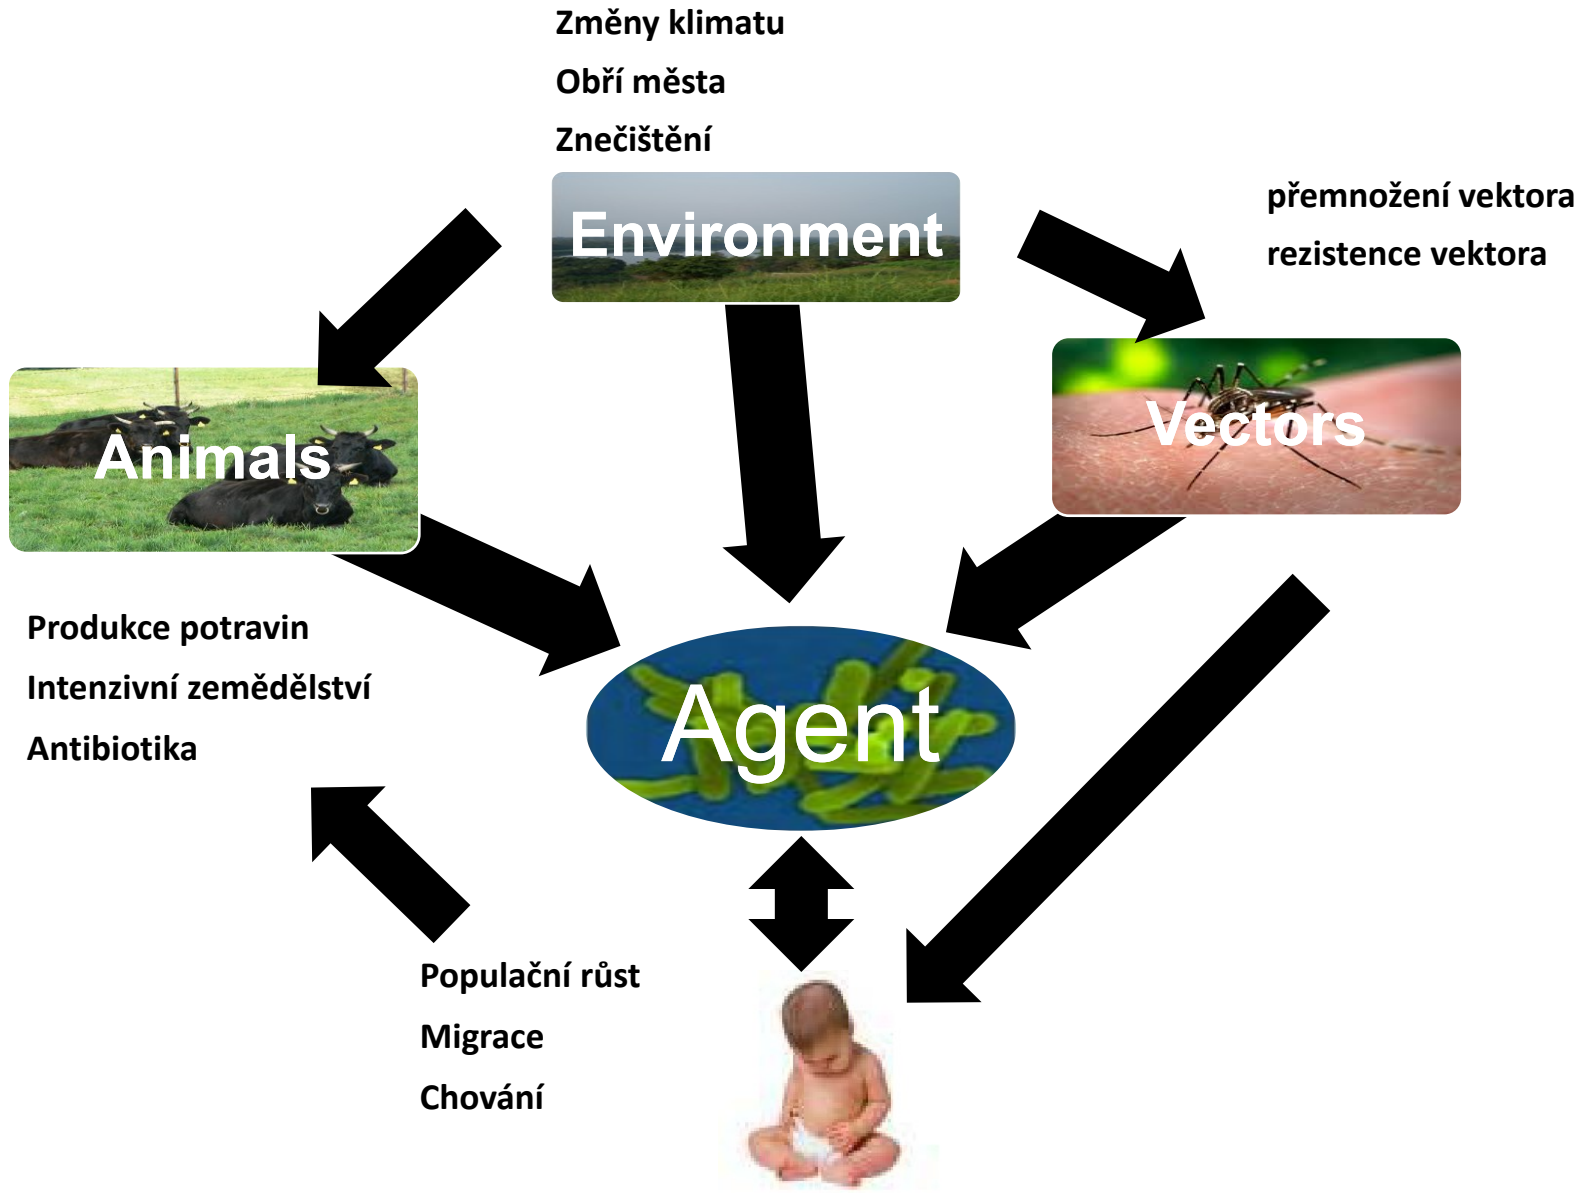 Změny klimatu
Obří města
Znečištění
Environment
přemnožení vektora
rezistence vektora
Vectors
Animals
Produkce potravin
Intenzivní zemědělství
Antibiotika
Agent
Populační růst
Migrace
Chování